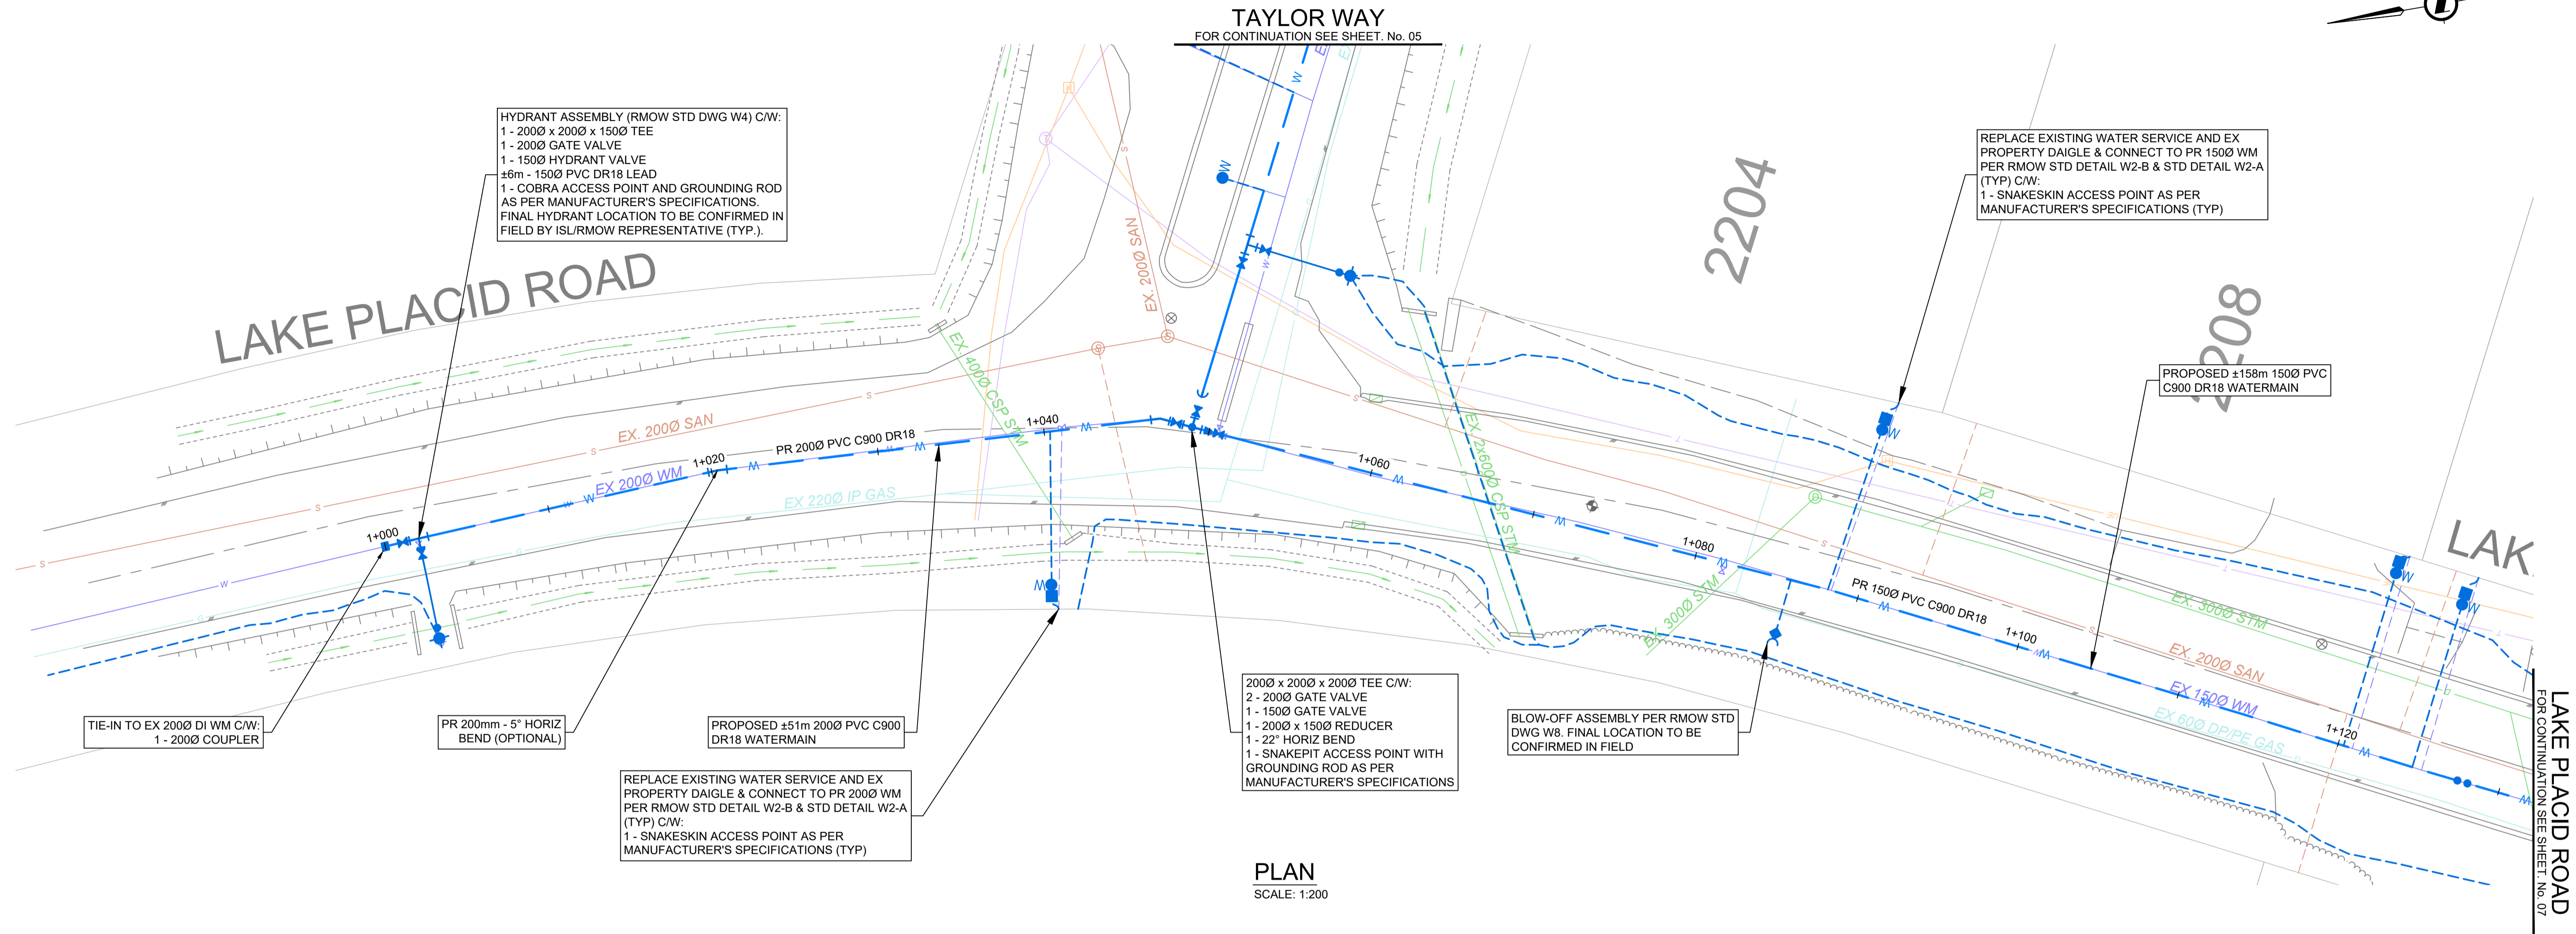 TAYLOR WAY
FOR CONTINUATION SEE SHEET. No. 05
HYDRANT ASSEMBLY (RMOW STD DWG W4) C/W:
1 - 200Ø x 200Ø x 150Ø TEE
1 - 200Ø GATE VALVE
1 - 150Ø HYDRANT VALVE
±6m - 150Ø PVC DR18 LEAD
1 - COBRA ACCESS POINT AND GROUNDING ROD
AS PER MANUFACTURER'S SPECIFICATIONS.
FINAL HYDRANT LOCATION TO BE CONFIRMED IN
FIELD BY ISL/RMOW REPRESENTATIVE (TYP.).
REPLACE EXISTING WATER SERVICE AND EX
PROPERTY DAIGLE & CONNECT TO PR 150Ø WM
PER RMOW STD DETAIL W2-B & STD DETAIL W2-A
(TYP) C/W:
1 - SNAKESKIN ACCESS POINT AS PER
MANUFACTURER'S SPECIFICATIONS (TYP)
LAKE PLACID ROAD
2204
2208
EX. 200Ø SAN
EX. 400Ø CSP STM
PROPOSED ±158m 150Ø PVC
C900 DR18 WATERMAIN
EX. 200Ø SAN
PR 200Ø PVC C900 DR18
1+040
1+020
EX 200Ø WM
EX 220Ø IP GAS
1+000
1+060
EX. 2x600Ø CSP STM
1+080
EX. 300Ø STM
PR 150Ø PVC C900 DR18
1+100
EX. 300Ø STM
EX. 200Ø SAN
EX 150Ø WM
EX 60Ø DP/PE GAS
1+120
LAK
TIE-IN TO EX 200Ø DI WM C/W:
1 - 200Ø COUPLER
PR 200mm - 5° HORIZ
BEND (OPTIONAL)
PROPOSED ±51m 200Ø PVC C900
DR18 WATERMAIN
REPLACE EXISTING WATER SERVICE AND EX
PROPERTY DAIGLE & CONNECT TO PR 200Ø WM
PER RMOW STD DETAIL W2-B & STD DETAIL W2-A
(TYP) C/W:
1 - SNAKESKIN ACCESS POINT AS PER
MANUFACTURER'S SPECIFICATIONS (TYP)
200Ø x 200Ø x 200Ø TEE C/W:
2 - 200Ø GATE VALVE
1 - 150Ø GATE VALVE
1 - 200Ø x 150Ø REDUCER
1 - 22° HORIZ BEND
1 - SNAKEPIT ACCESS POINT WITH
GROUNDING ROD AS PER
MANUFACTURER'S SPECIFICATIONS
BLOW-OFF ASSEMBLY PER RMOW STD
DWG W8. FINAL LOCATION TO BE
CONFIRMED IN FIELD
LAKE PLACID ROAD
FOR CONTINUATION SEE SHEET. No. 07
PLAN
SCALE: 1:200